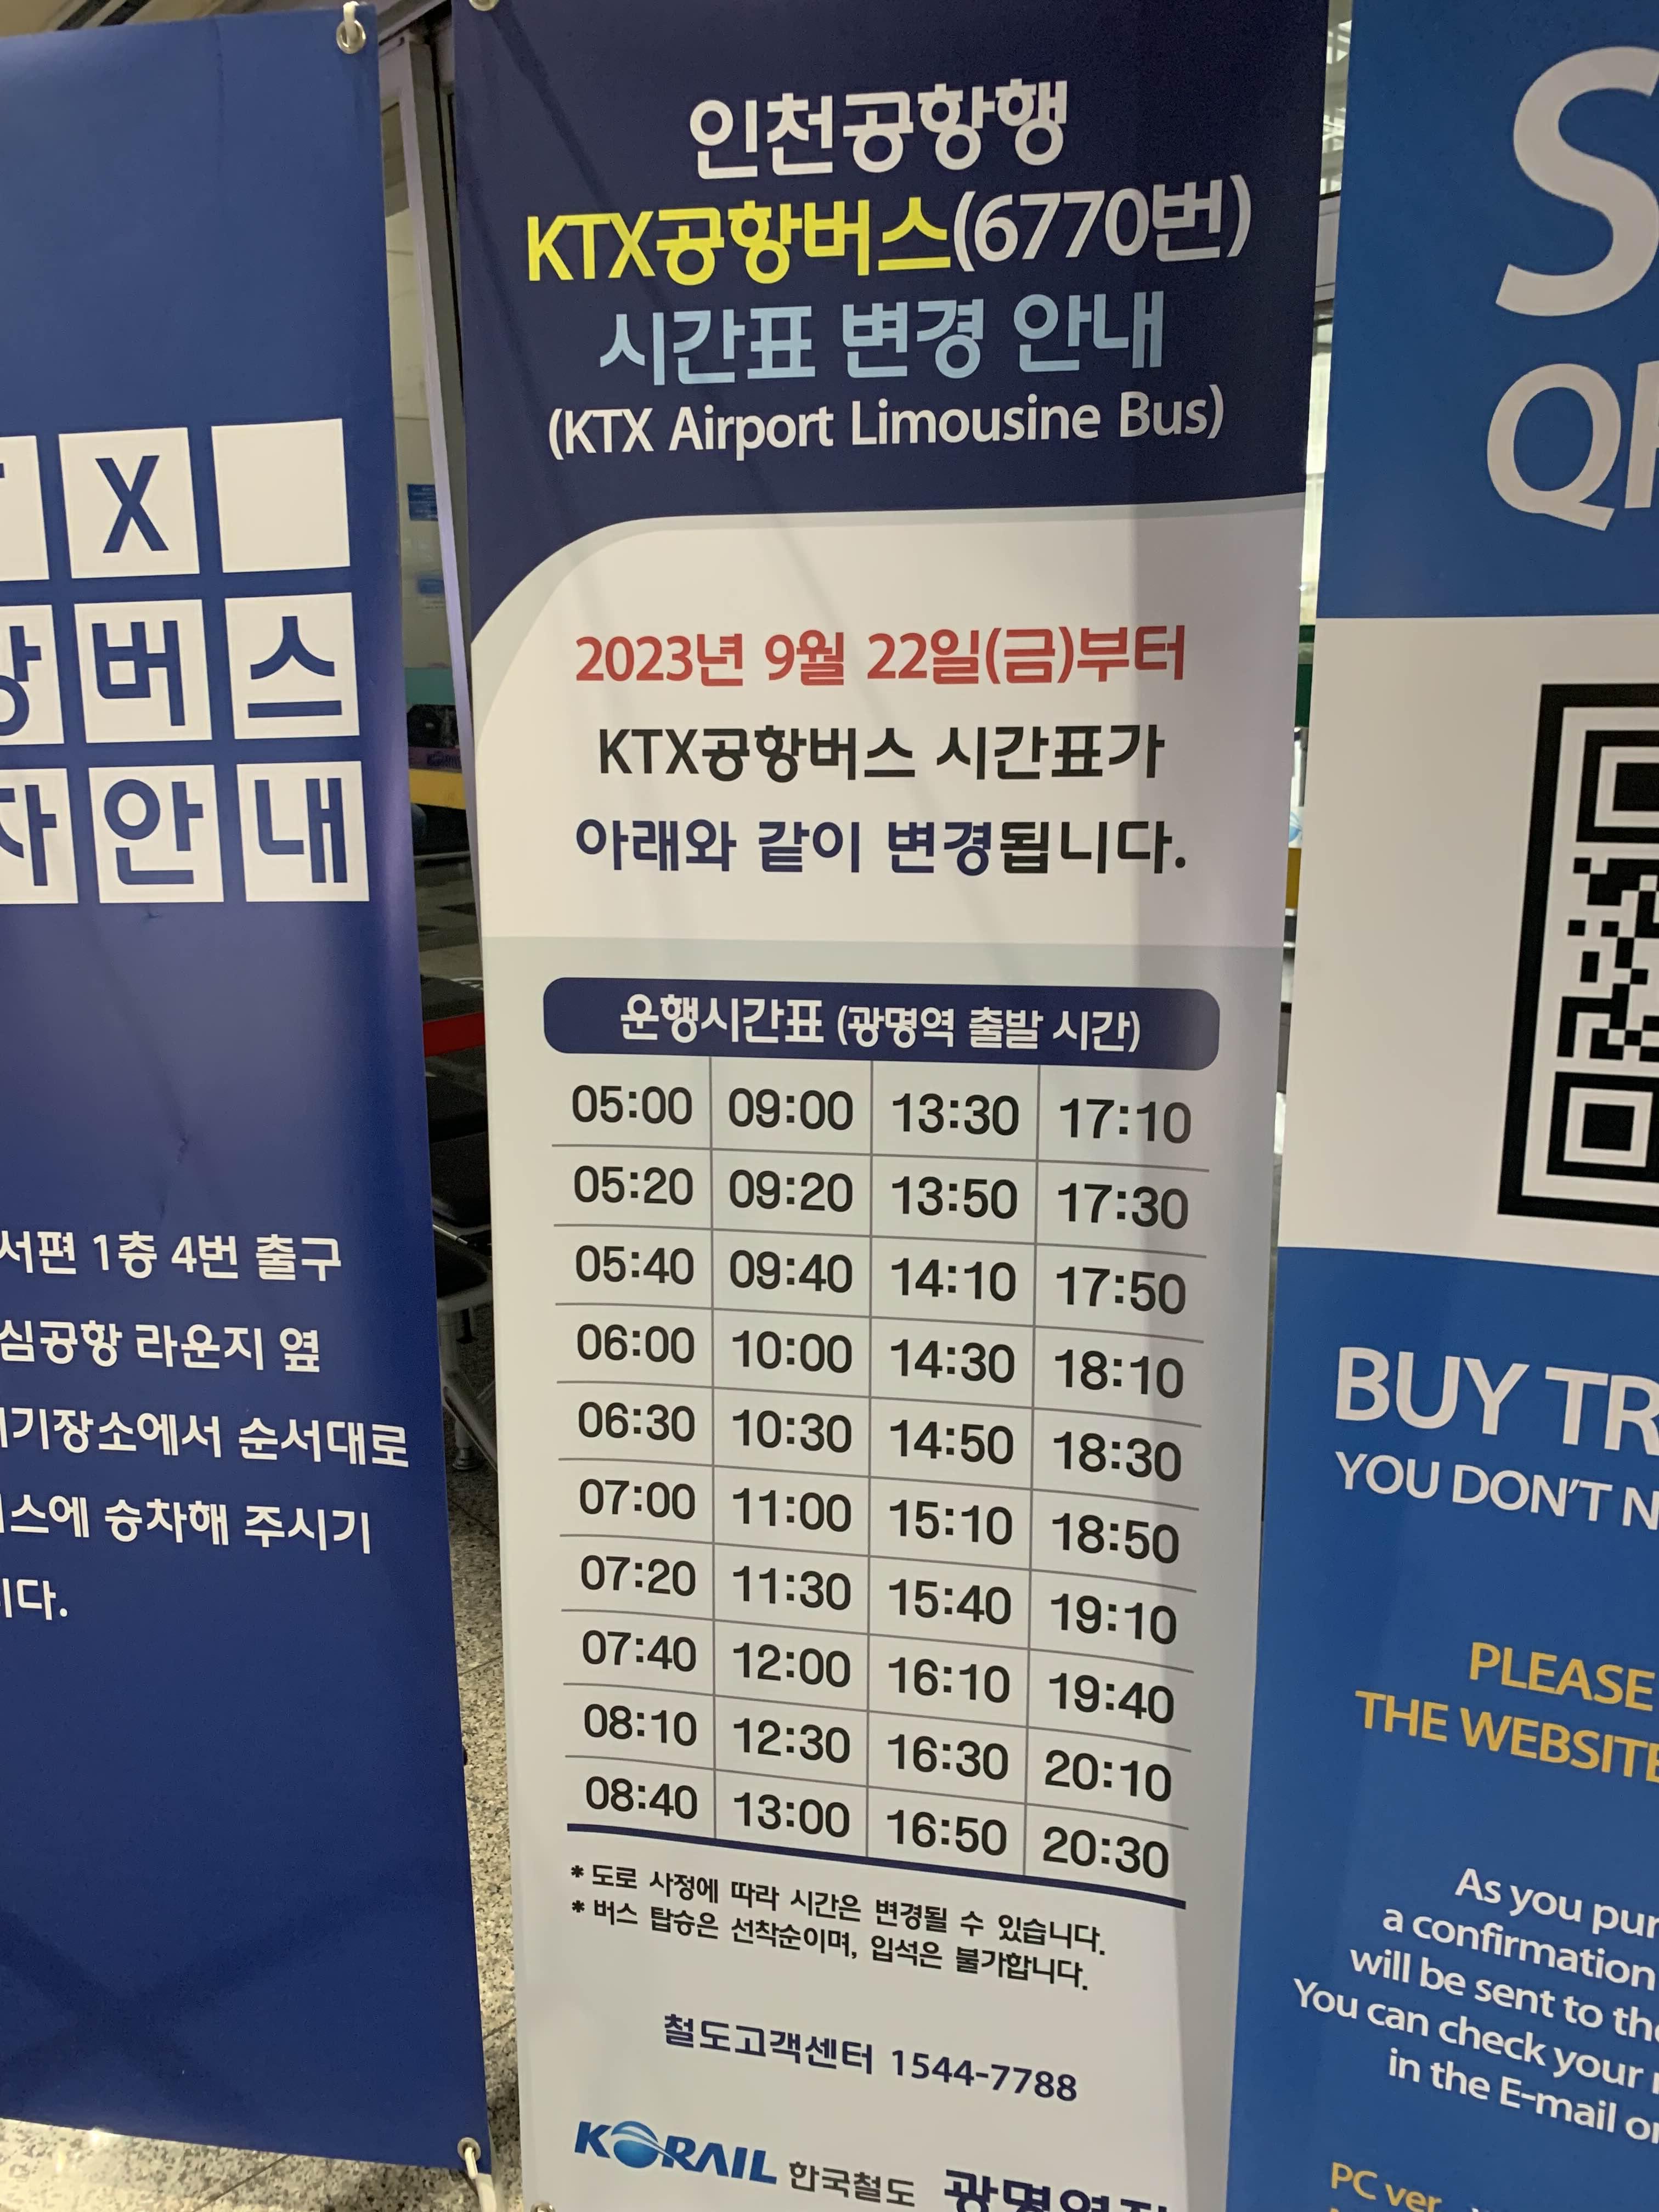 X
버스
안내
서편 1층 4번 출구
심공항 라운지 옆
기장소에서 순서대로
스에 승차해 주시기
다.
인천공항행
KTX공항버스(6770번)
시간표 변경 안내
(KTX Airport Limousine Bus)
2023년 9월 22일(금)부터
KTX공항버스 시간표가
아래와 같이 변경됩니다.
운행시간표 (광명역 출발 시간)
05:00 09:00 13:30 17:10
05:20 09:20 13:50 17:30
05:40 09:40 14:10 17:50
06:00 10:00 14:30 18:10
06:30 10:30 14:50 18:30
07:00 11:00 15:10 18:50
07:20 11:30 15:40 19:10
07:40 12:00 16:10 19:40
08:10 12:30 16:30 20:10
08:40 13:00 16:50 20:30
* 도로 사정에 따라 시간은 변경될 수 있습니다.
* 버스 탑승은 선착순이며, 입석은 불가합니다.
철도고객센터 1544-7788
KORAIL 한국철도
S
Q
BUY TR
YOU DON'T N
PLEASE
THE WEBSITE
As you pur
a confirmation
will be sent to the
You can check your
in the E-mail or
PC ver